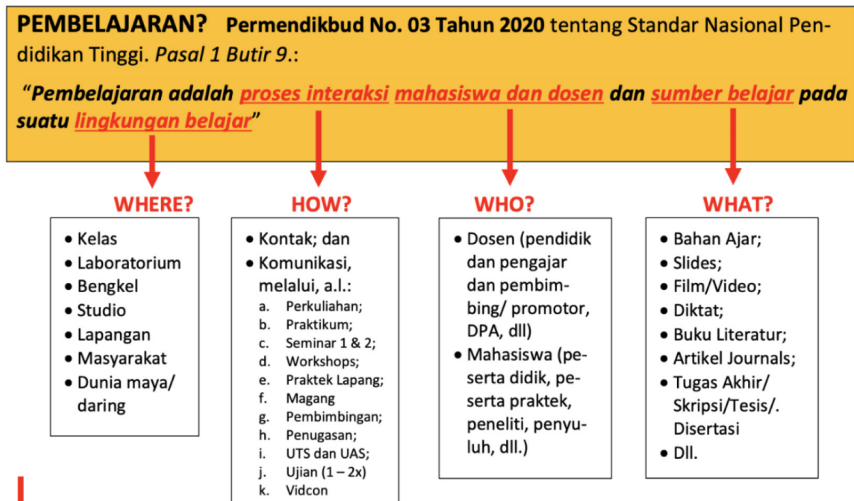 PEMBELAJARAN? Permendikbud No. 03 Tahun 2020 tentang Standar Nasional Pen-
didikan Tinggi. Pasal 1 Butir 9.:
“Pembelajaran adalah proses interaksi mahasiswa dan dosen dan sumber belajar pada
suatu lingkungan belajar”
WHERE?
• Kelas
• Laboratorium
• Bengkel
• Studio
• Lapangan
• Masyarakat
• Dunia maya/
daring
HOW?
• Kontak; dan
• Komunikasi,
melalui, a.l.:
a. Perkuliahan;
b. Praktikum;
c. Seminar 1 & 2;
d. Workshops;
e. Praktek Lapang;
f. Magang
g. Pembimbingan;
h. Penugasan;
i. UTS dan UAS;
j. Ujian (1 – 2x)
k. Vidcon
WHO?
• Dosen (pendidik
dan pengajar
dan pembim-
bing/ promotor,
DPA, dll)
• Mahasiswa (pe-
serta didik, pe-
serta praktek,
peneliti, penyu-
luh, dll.)
WHAT?
• Bahan Ajar;
• Slides;
• Film/Video;
• Diktat;
• Buku Literatur;
• Artikel Journals;
• Tugas Akhir/
Skripsi/Tesis/.
Disertasi
• Dll.